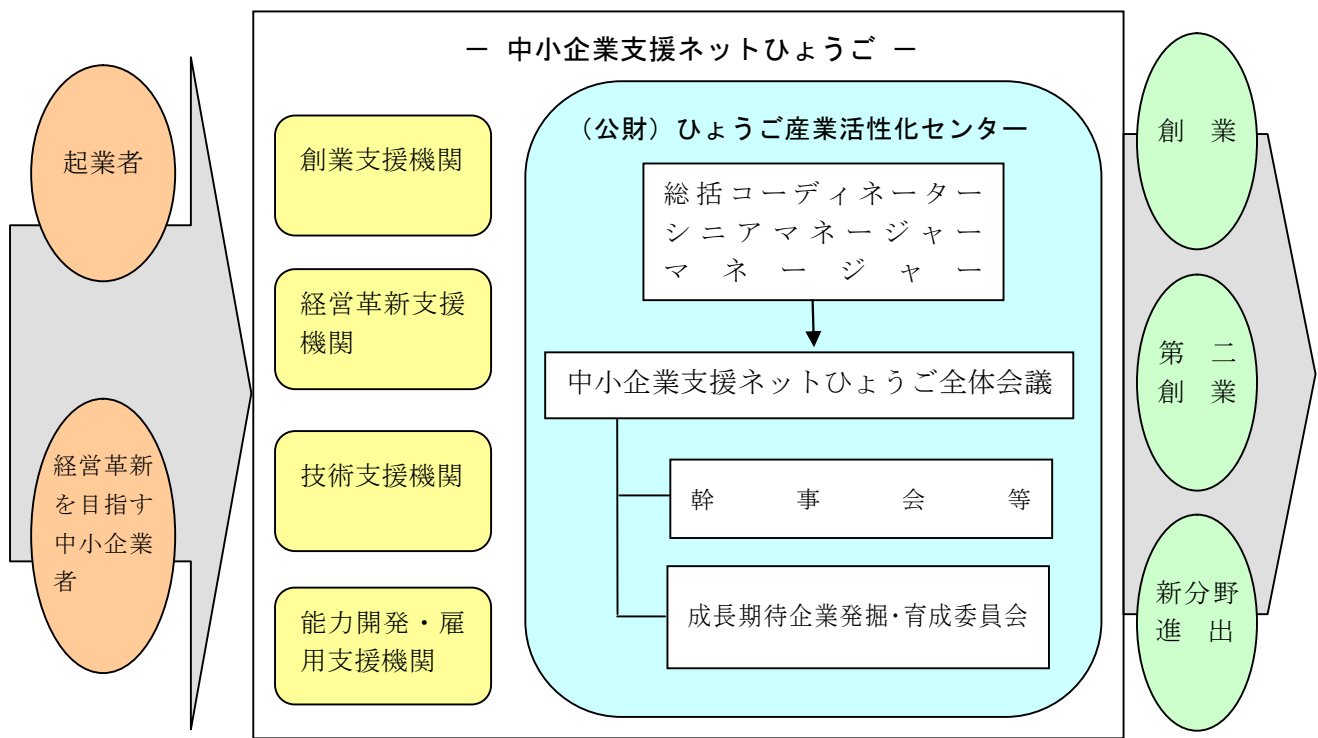 － 中小企業支援ネットひょうご －
起業者
経営革新
を目指す
中小企業
者
創業支援機関
経営革新支援
機関
技術支援機関
能力開発・雇
用支援機関
（公財）ひょうご産業活性化センター
総括コーディネーター
シニアマネージャー
マネージャー
中小企業支援ネットひょうご全体会議
幹事会等
成長期待企業発掘・育成委員会
創業
第二
創業
新分野
進出